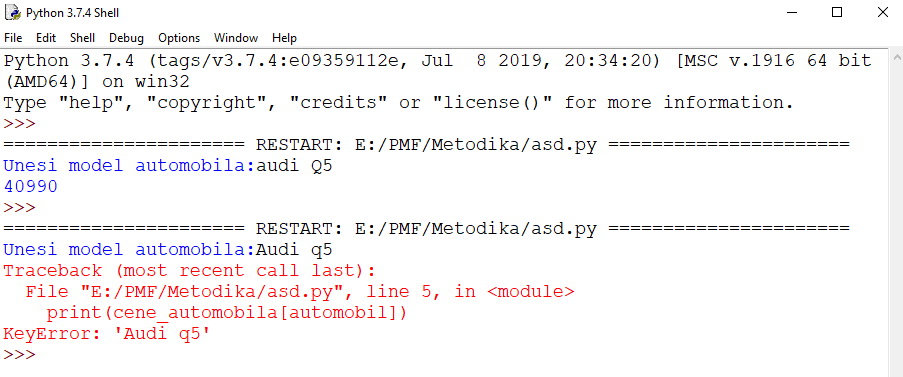 Python 3.7.4 Shell
File Edit Shell Debug Options Window Help
Python 3.7.4 (tags/v3.7.4:e09359112e, Jul  8 2019, 20:34:20) [MSC v.1916 64 bit
(AMD64)] on win32
Type "help", "copyright", "credits" or "license()" for more information.
>>>
====================== RESTART: E:/PMF/Metodika/asd.py ======================
Unesi model automobila:audi Q5
40990
>>>
====================== RESTART: E:/PMF/Metodika/asd.py ======================
Unesi model automobila:Audi q5
Traceback (most recent call last):
  File "E:/PMF/Metodika/asd.py", line 5, in <module>
    print(cene_automobila[automobil])
KeyError: 'Audi q5'
>>>